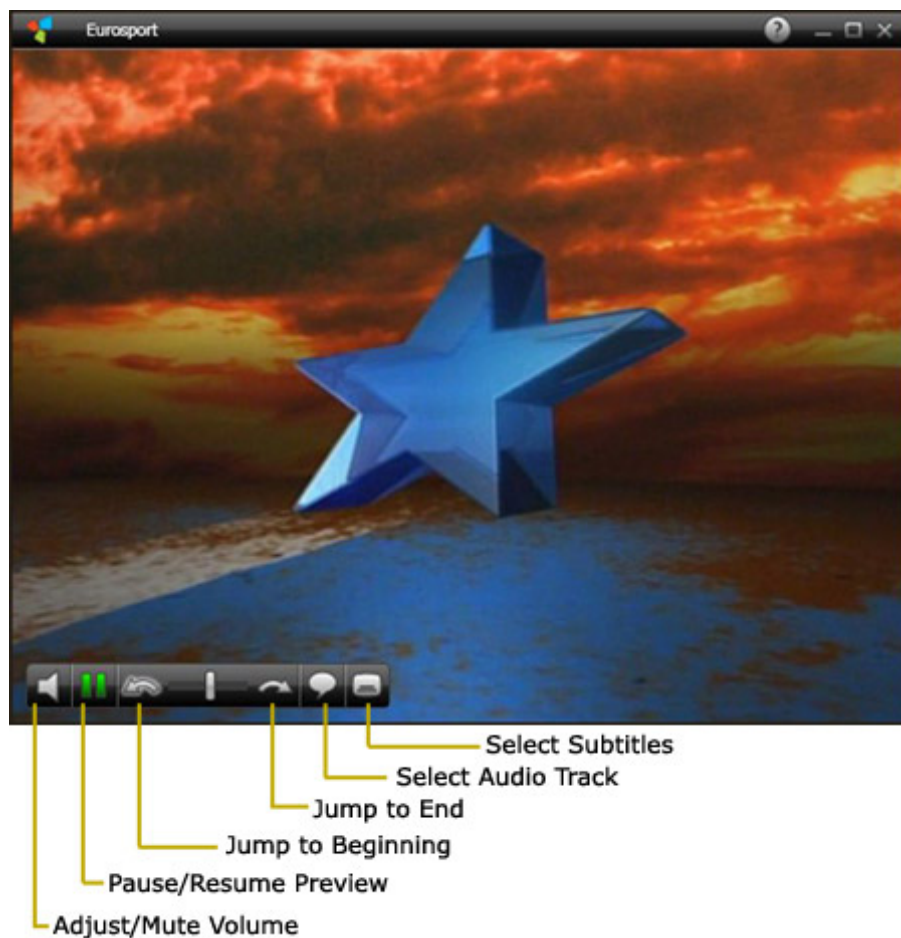 Eurosport
Select Subtitles
Select Audio Track
Jump to End
Jump to Beginning
Pause/Resume Preview
Adjust/Mute Volume